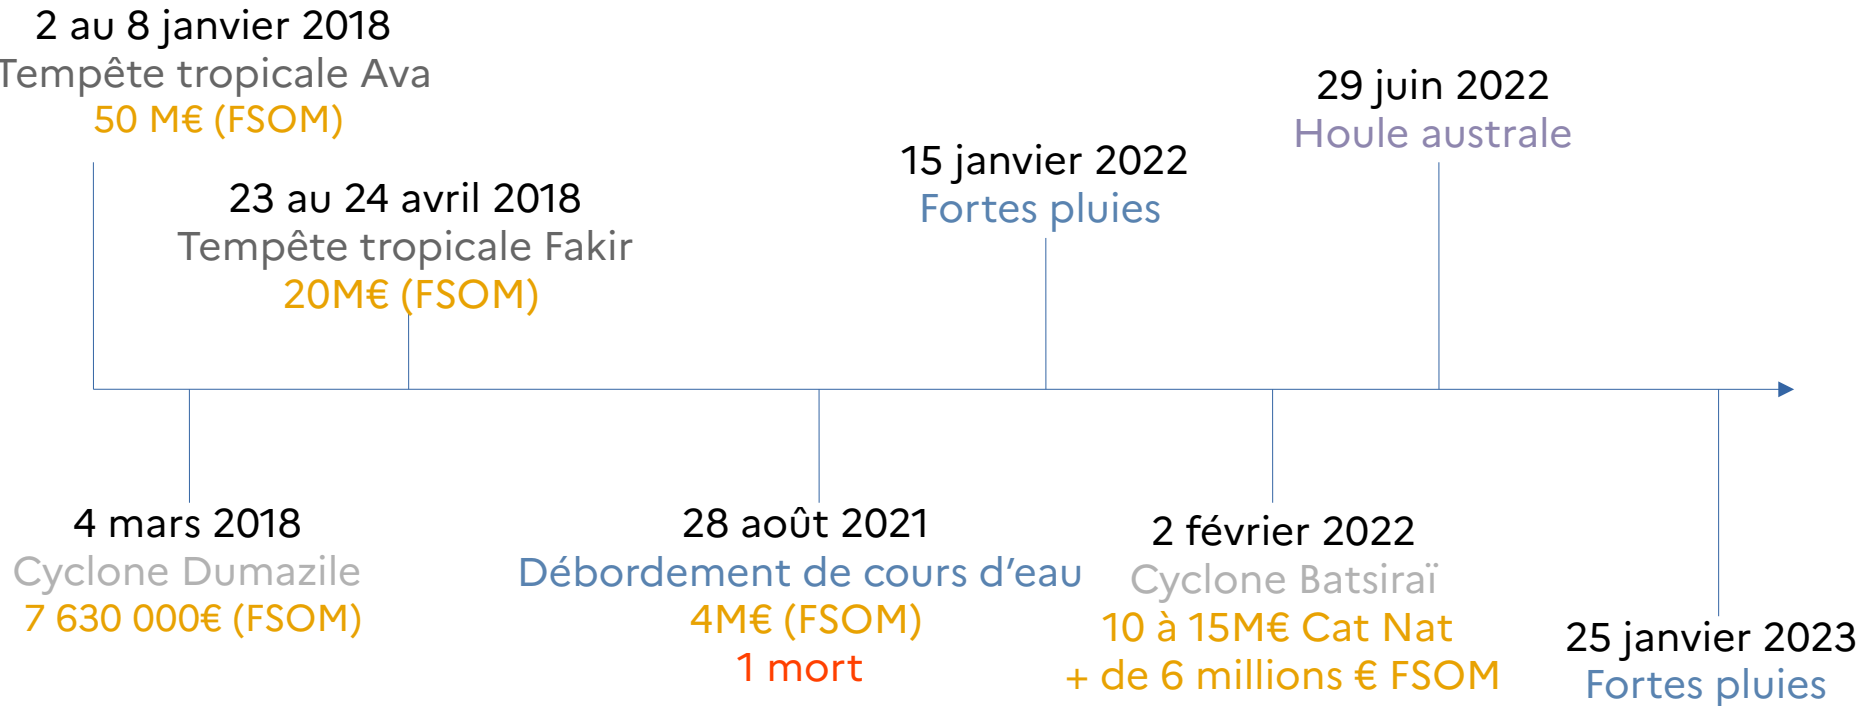 2 au 8 janvier 2018
Tempête tropicale Ava
50 M€ (FSOM)
23 au 24 avril 2018
Tempête tropicale Fakir
20M€ (FSOM)
15 janvier 2022
Fortes pluies
29 juin 2022
Houle australe
4 mars 2018
Cyclone Dumazile
7 630 000€ (FSOM)
28 août 2021
Débordement de cours d’eau
4M€ (FSOM)
1 mort
2 février 2022
Cyclone Batsiraï
10 à 15M€ Cat Nat
+ de 6 millions € FSOM
25 janvier 2023
Fortes pluies